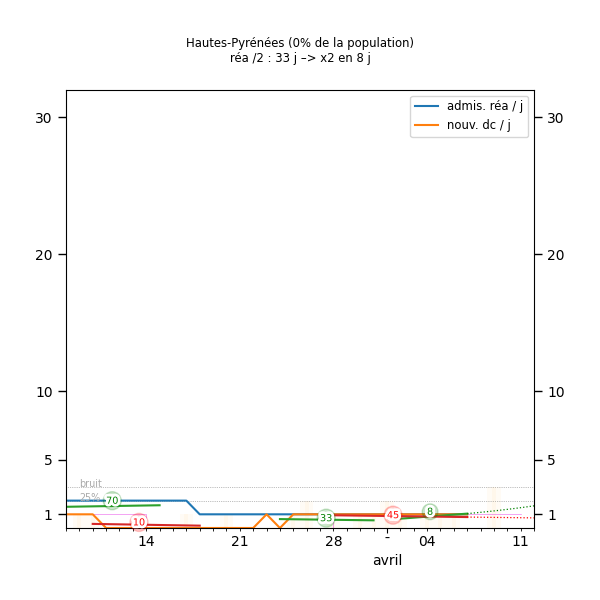 Hautes-Pyrénées (0% de la population)
réa /2 : 33 j –> x2 en 8 j
admis. réa / j
nouv. dc / j
30 30
20 20
10 10
5 5
1 1
bruit
25%
70
10
33
45
8
14 21 28 - 04 11
avril